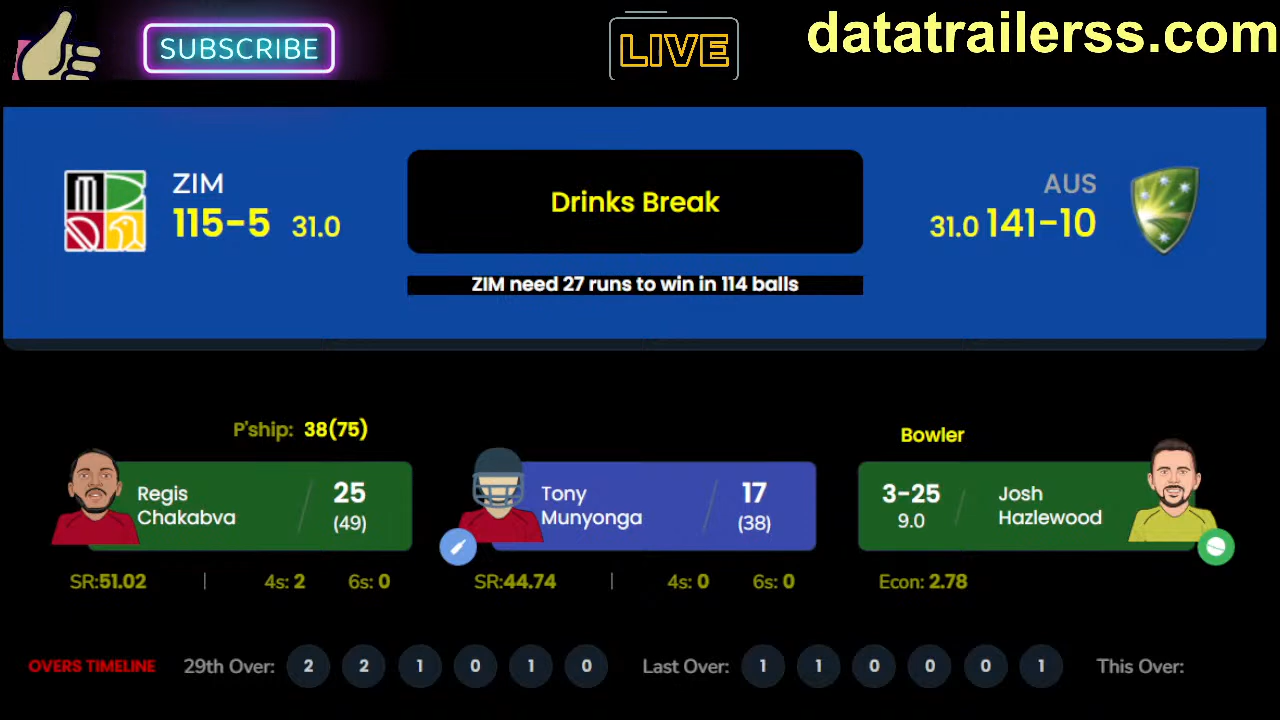 SUBSCRIBE
LIVE
datatrailerss.com
ZIM
115-5 31.0
Drinks Break
AUS
31.0 141-10
ZIM need 27 runs to win in 114 balls
P'ship: 38(75)
Bowler
Regis
Chakabva
25
(49)
Tony
Munyonga
17
(38)
3-25
9.0
Josh
Hazlewood
SR:51.02 | 4s: 2 6s: 0
SR:44.74 | 4s: 0 6s: 0
Econ: 2.78
OVERS TIMELINE 29th Over: 2 2 1 0 1 0 Last Over: 1 1 0 0 0 1 This Over: